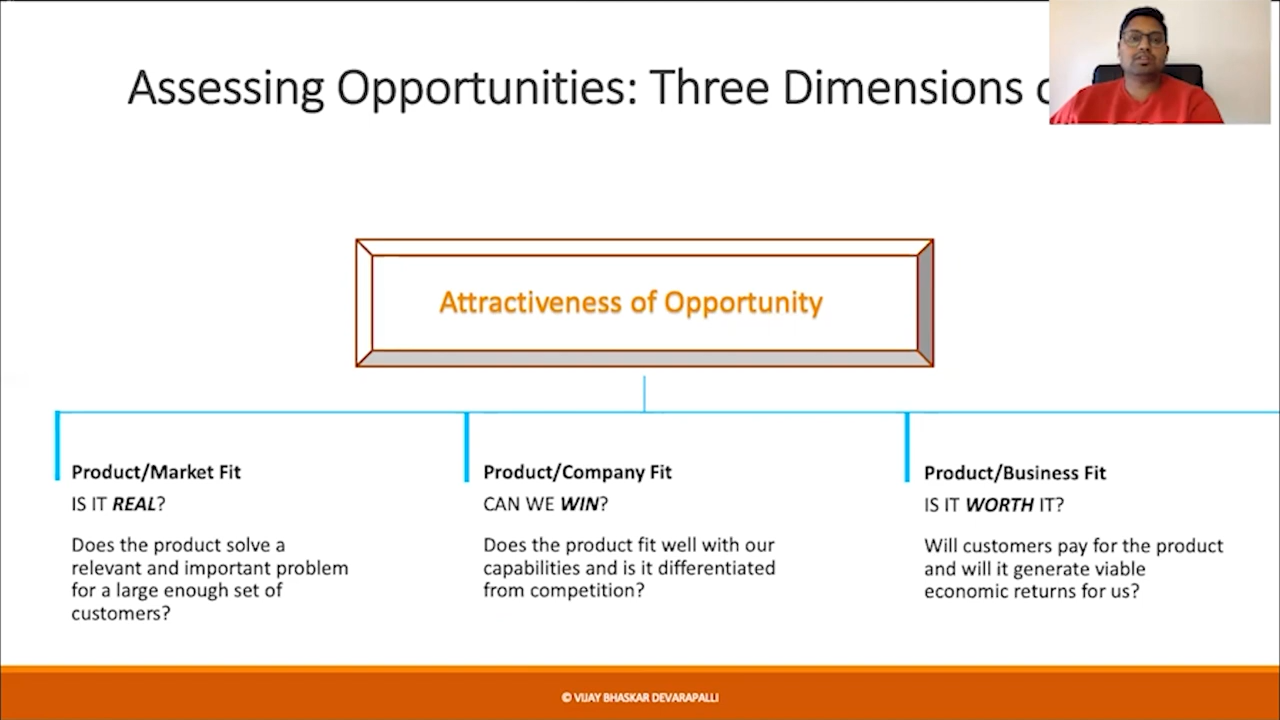 Assessing Opportunities: Three Dimensions
Attractiveness of Opportunity
Product/Market Fit
IS IT REAL?
Does the product solve a
relevant and important problem
for a large enough set of
customers?
Product/Company Fit
CAN WE WIN?
Does the product fit well with our
capabilities and is it differentiated
from competition?
Product/Business Fit
IS IT WORTH IT?
Will customers pay for the product
and will it generate viable
economic returns for us?
© VIJAY BHASKAR DEVARAPALLI